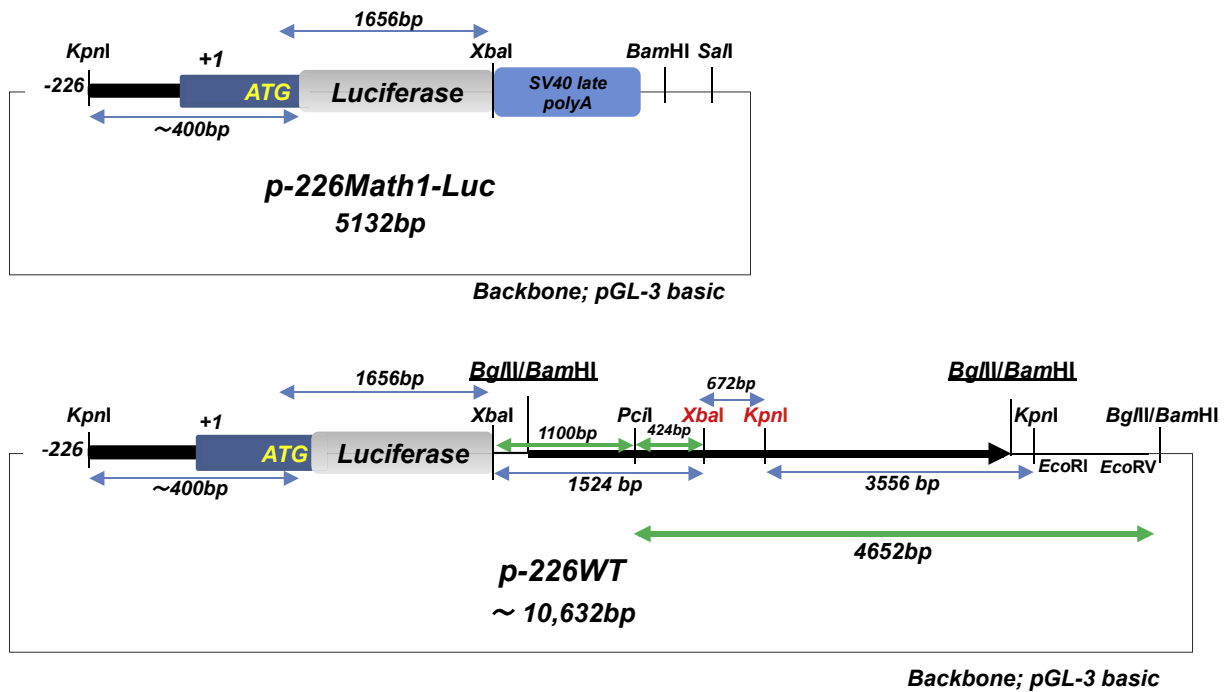 1656bp
KpnI
+1
XbaI
BamHI
SalI
-226
ATG
Luciferase
SV40 late
polyA
~400bp
p-226Math1-Luc
5132bp
Backbone; pGL-3 basic
1656bp
BglII/BamHI
672bp
BglII/BamHI
KpnI
+1
XbaI
PciI
XbaI
KpnI
KpnI
BglII/BamHI
-226
ATG
Luciferase
1100bp
424bp
~400bp
1524 bp
3556 bp
EcoRI
EcoRV
4652bp
p-226WT
~ 10,632bp
Backbone; pGL-3 basic